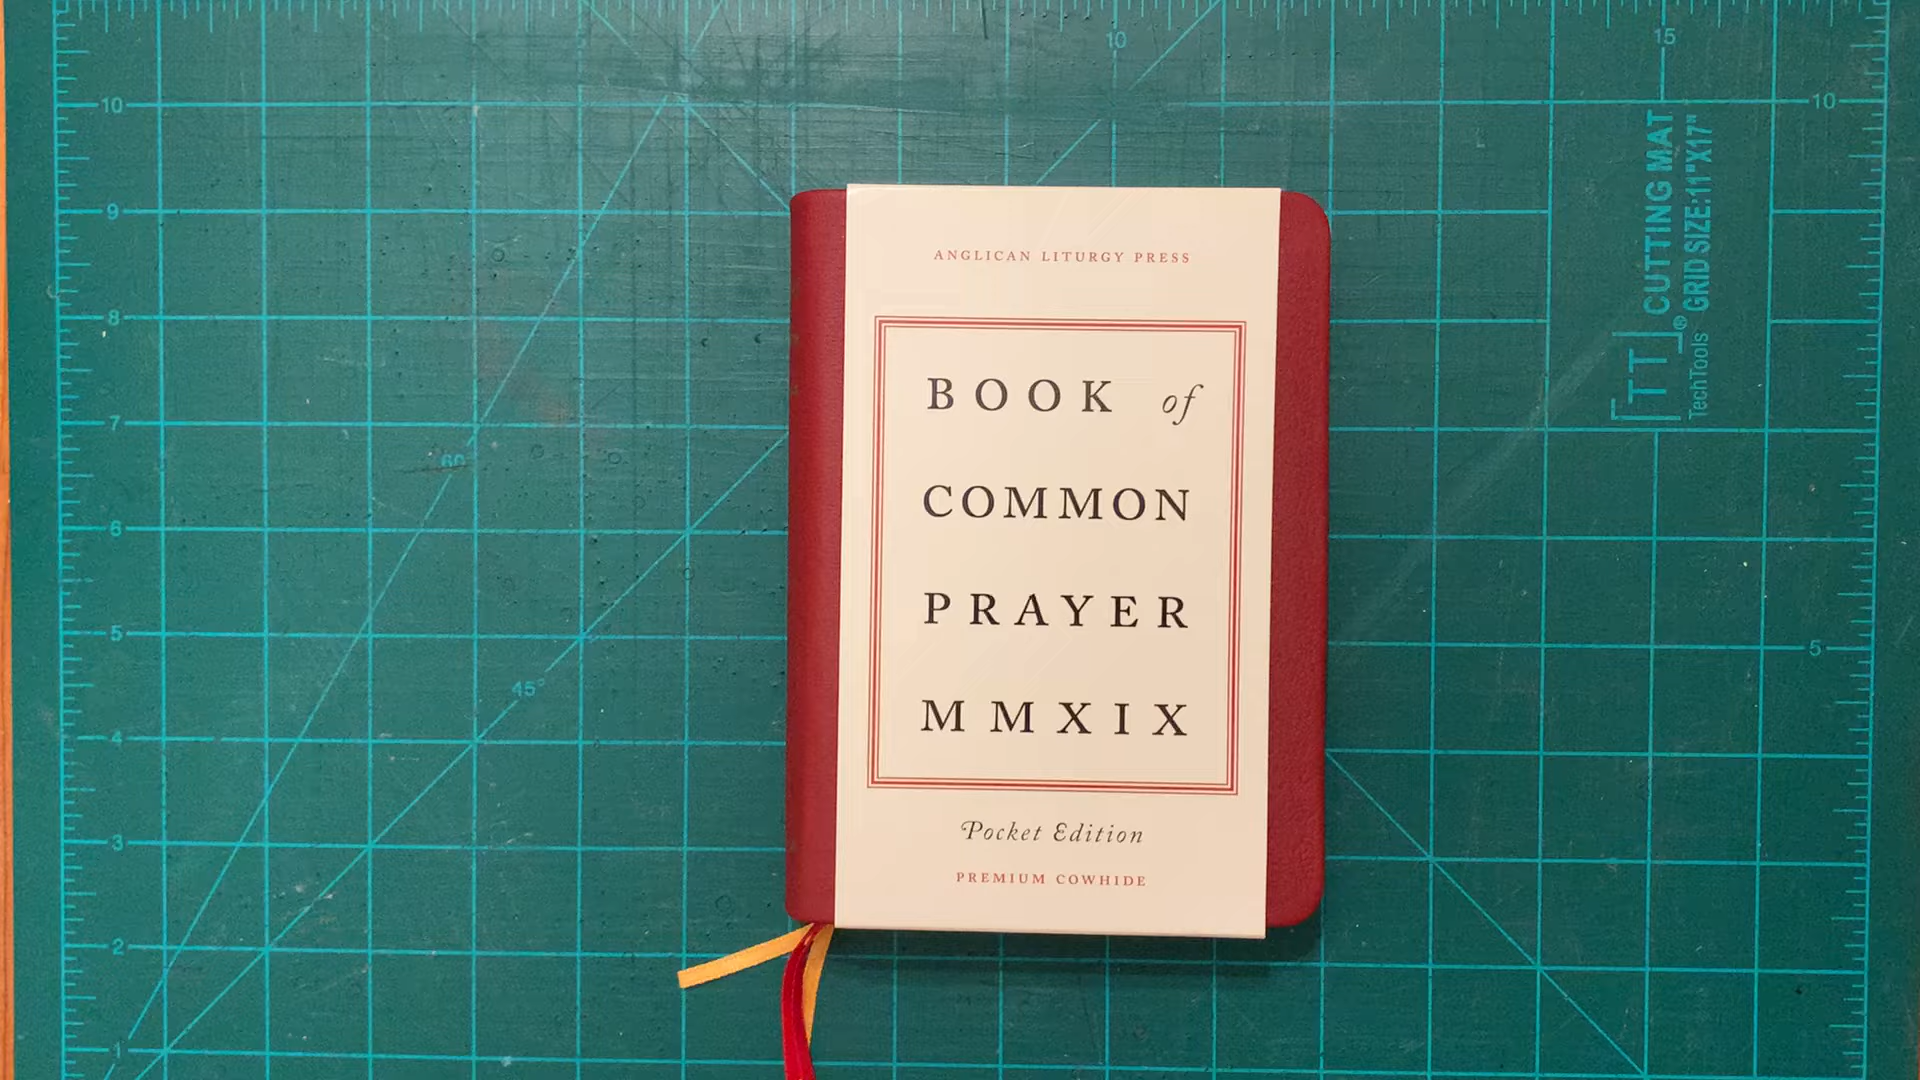 10
15
10
10
9
8
7
60
6
5
45°
4
3
2
1
5
CUTTING MAT
GRID SIZE:11"X17"
TT
®
TechTools
ANGLICAN LITURGY PRESS
BOOK of
COMMON
PRAYER
MMXIX
Pocket Edition
PREMIUM COWHIDE